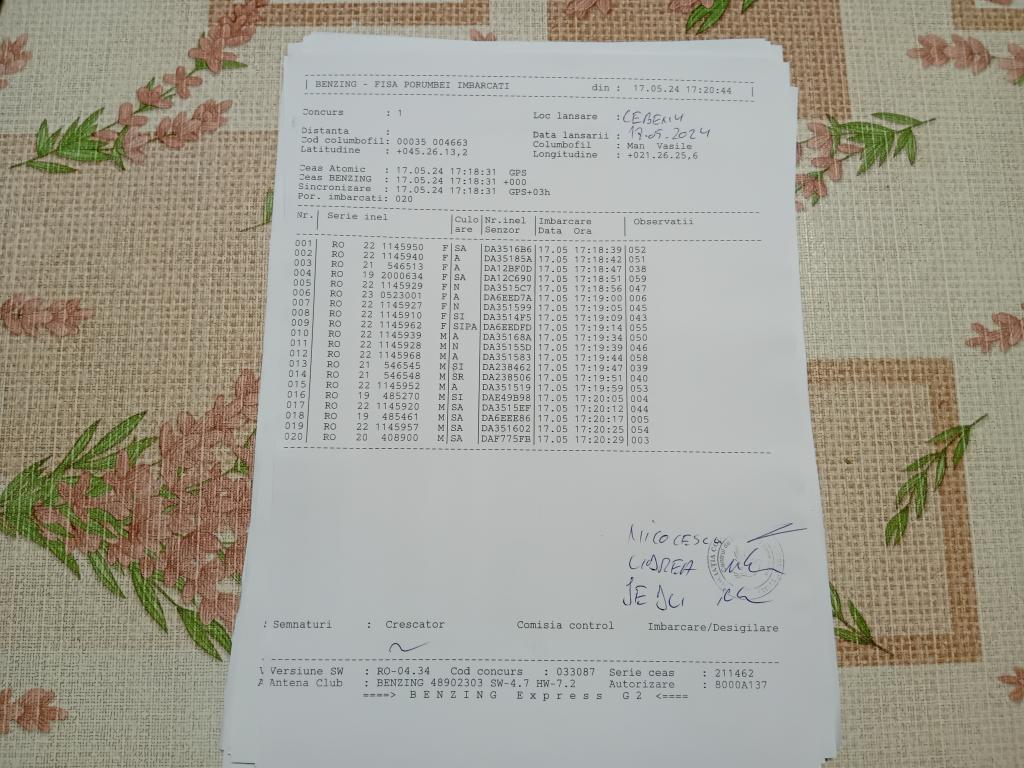 | BENZING - FISA PORUMBEI IMBARCATI din : 17.05.24 17:20:44 |
Concurs : 1 Loc lansare :CEBENU
Distanta : Data lansarii : 19.05.2024
Cod columbofil: 00035 004663 Columbofil : Man Vasile
Latitudine : +045.26.13,2 Longitudine : +021.26.25,6
Ceas Atomic : 17.05.24 17:18:31 GPS
Ceas BENZING : 17.05.24 17:18:31 +000
Sincronizare : 17.05.24 17:18:31 GPS+03h
Por. imbarcati: 020
Nr.| Serie inel |Culo|Nr.inel |Imbarcare | Observatii
|are |Senzor |Data Ora |
001| RO 22 1145950 F|SA |DA3516B6|17.05 17:18:39|052
002| RO 22 1145940 F|A |DA35185A|17.05 17:18:42|051
003| RO 21 546513 F|A |DA12BF0D|17.05 17:18:47|038
004| RO 19 2000634 F|SA |DA12C690|17.05 17:18:51|059
005| RO 22 1145929 F|N |DA3515C7|17.05 17:18:56|047
006| RO 23 0523001 F|A |DA6EED7A|17.05 17:19:00|006
007| RO 22 1145927 F|N |DA351599|17.05 17:19:05|045
008| RO 22 1145910 F|SI |DA3514F5|17.05 17:19:09|043
009| RO 22 1145962 F|SIPA|DA6EEDFD|17.05 17:19:14|055
010| RO 22 1145939 M|A |DA35168A|17.05 17:19:34|050
011| RO 22 1145928 M|N |DA35155D|17.05 17:19:39|046
012| RO 22 1145968 M|A |DA351583|17.05 17:19:44|058
013| RO 21 546545 M|SI |DA238462|17.05 17:19:47|039
014| RO 21 546548 M|SR |DA238506|17.05 17:19:51|040
015| RO 22 1145952 M|A |DA351519|17.05 17:19:59|053
016| RO 19 485270 M|SI |DAE49B98|17.05 17:20:05|004
017| RO 22 1145920 M|SA |DA3515EF|17.05 17:20:12|044
018| RO 19 485461 M|SA |DA6EEE86|17.05 17:20:17|005
019| RO 22 1145957 M|SA |DA351602|17.05 17:20:25|054
020| RO 20 408900 M|SA |DAF775FB|17.05 17:20:29|003
NICOCESCU
: Semnaturi : Crescator Comisia control Imbarcare/Desigilare
Versiune SW : RO-04.34 Cod concurs : 033087 Serie ceas : 211462
Antena Club : BENZING 48902303 SW-4.7 HW-7.2 Autorizare : 8000A137
====> B E N Z I N G E x p r e s s G 2 <====